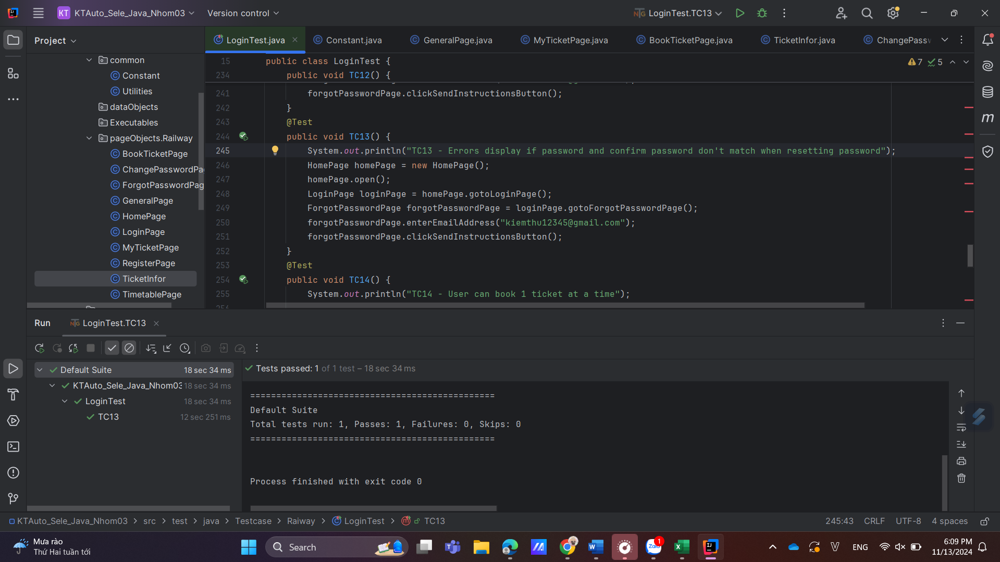 KT KTAuto_Sele_Java_Nhom03 Version control LoginTest.TC13
Project
LoginTest.java Constant.java GeneralPage.java MyTicketPage.java BookTicketPage.java TicketInfor.java ChangePassw
15 public class LoginTest {
7 5
234 public void TC12() {
241 forgotPasswordPage.clickSendInstructionsButton();
242 }
243 @Test
244 public void TC13() {
245 System.out.println("TC13 - Errors display if password and confirm password don't match when resetting password");
246 HomePage homePage = new HomePage();
247 homePage.open();
248 LoginPage loginPage = homePage.gotoLoginPage();
249 ForgotPasswordPage forgotPasswordPage = loginPage.gotoForgotPasswordPage();
250 forgotPasswordPage.enterEmailAddress("kiemthu12345@gmail.com");
251 forgotPasswordPage.clickSendInstructionsButton();
252 }
253 @Test
254 public void TC14() {
255 System.out.println("TC14 - User can book 1 ticket at a time");
common
Constant
Utilities
dataObjects
Executables
pageObjects.Railway
BookTicketPage
ChangePasswordPa
ForgotPasswordPag
GeneralPage
HomePage
LoginPage
MyTicketPage
RegisterPage
TicketInfor
TimetablePage
Run LoginTest.TC13
Default Suite 18 sec 34 ms
KTAuto_Sele_Java_Nhom03 18 sec 34 ms
LoginTest 18 sec 34 ms
TC13 12 sec 251 ms
Tests passed: 1 of 1 test – 18 sec 34 ms
===============================================
Default Suite
Total tests run: 1, Passes: 1, Failures: 0, Skips: 0
===============================================
Process finished with exit code 0
KTAuto_Sele_Java_Nhom03 > src > test > java > Testcase > Raiway > LoginTest > TC13
245:43 CRLF UTF-8 4 spaces
Mưa rào
Thứ Hai tuần tới
Search
Zalo 1
ENG
6:09 PM
11/13/2024